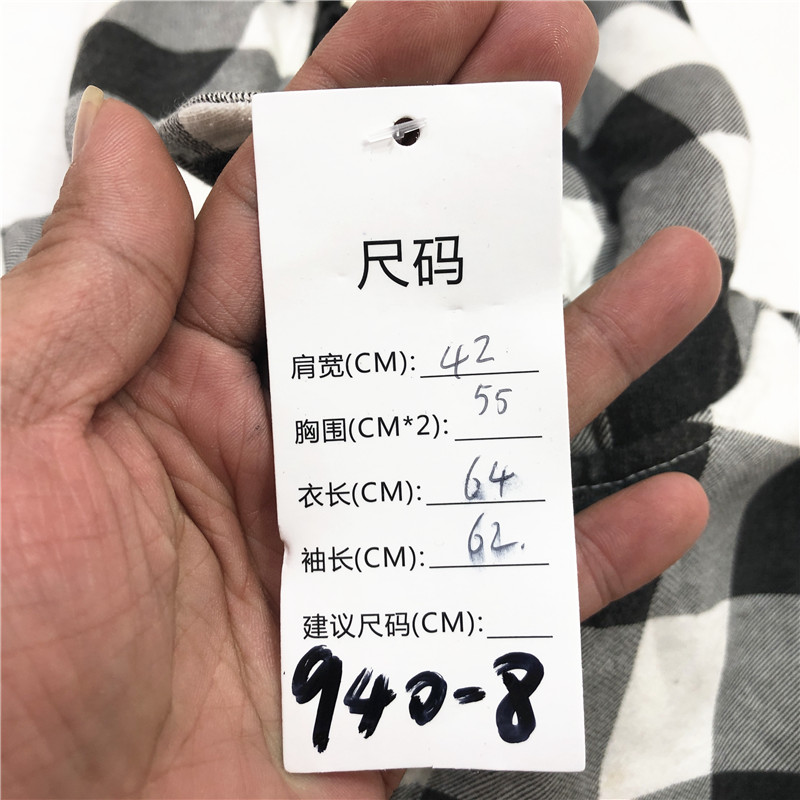 尺码
肩宽(CM): 42
胸围(CM*2): 55
衣长(CM): 64
袖长(CM): 62.
建议尺码(CM):
940-8